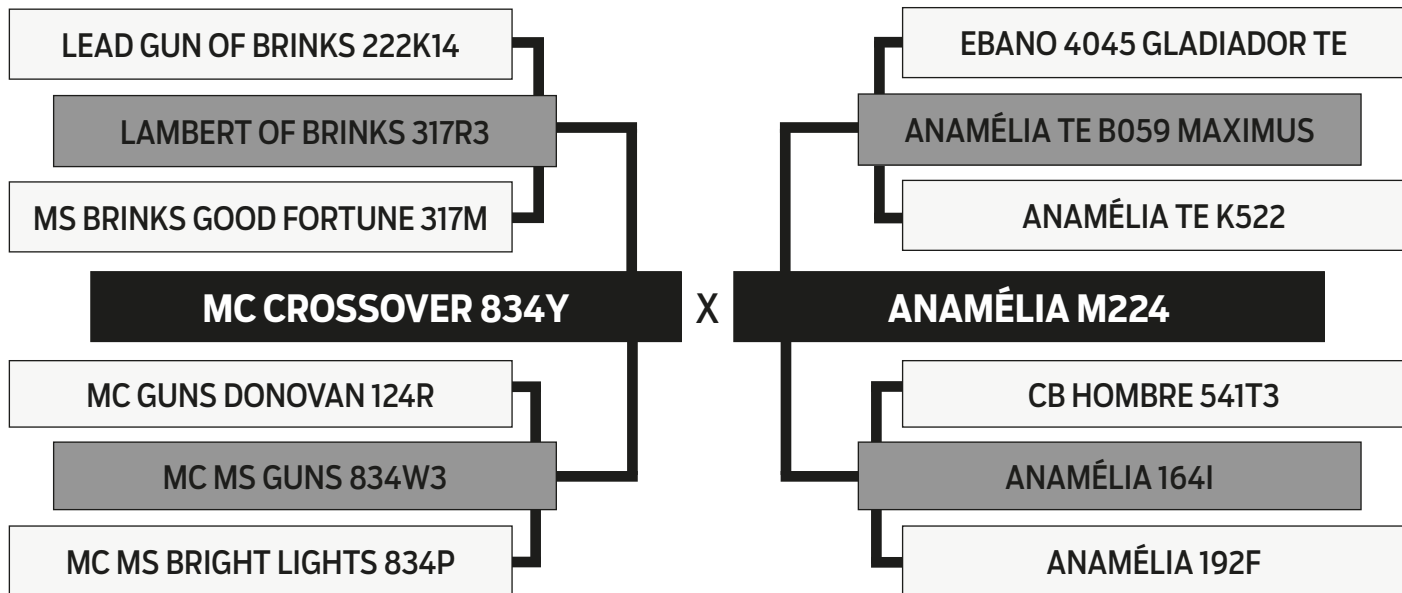 LEAD GUN OF BRINKS 222K14
LAMBERT OF BRINKS 317R3
MS BRINKS GOOD FORTUNE 317M
MC CROSSOVER 834Y
MC GUNS DONOVAN 124R
MC MS GUNS 834W3
MC MS BRIGHT LIGHTS 834P
X
EBANO 4045 GLADIADOR TE
ANAMÉLIA TE B059 MAXIMUS
ANAMÉLIA TE K522
ANAMÉLIA M224
CB HOMBRE 541T3
ANAMÉLIA 164I
ANAMÉLIA 192F